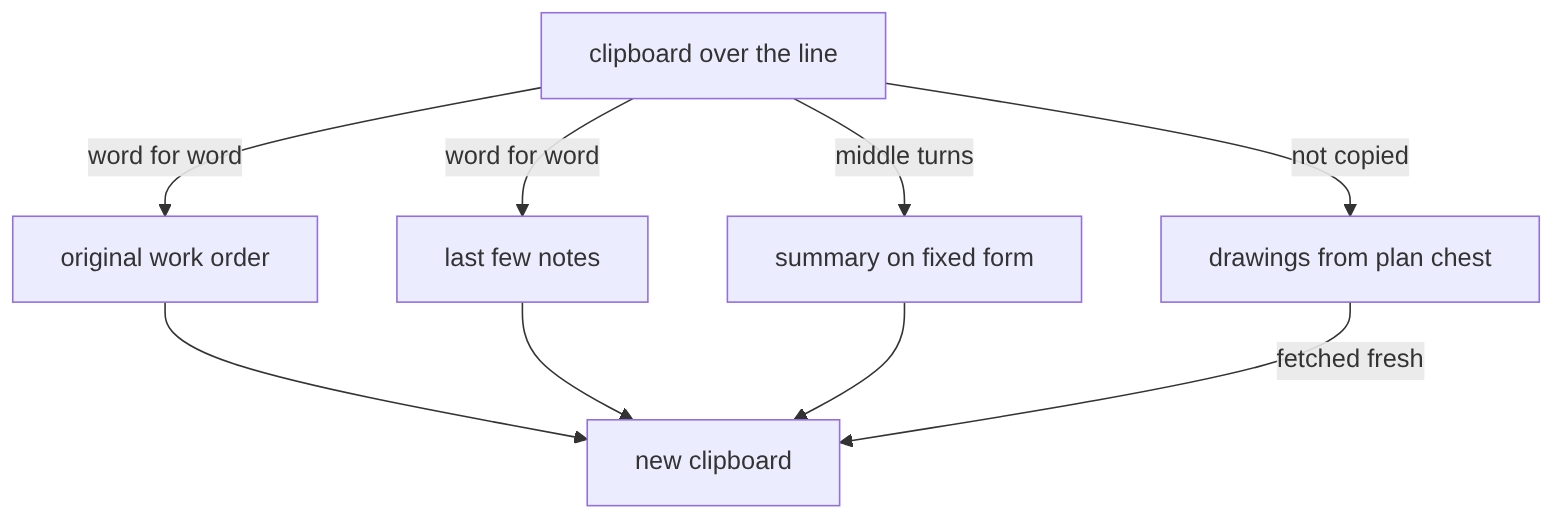 clipboard over the line
word for word
word for word
middle turns
not copied
original work order
last few notes
summary on fixed form
drawings from plan chest
fetched fresh
new clipboard